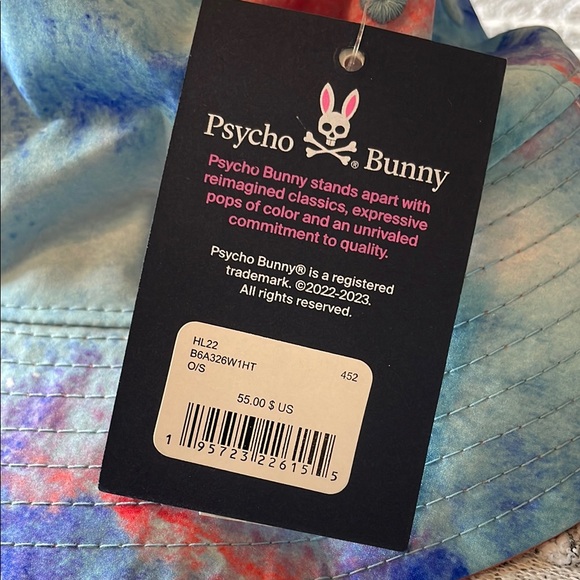 Psycho ® Bunny
Psycho Bunny stands apart with
reimagined classics, expressive
pops of color and an unrivaled
commitment to quality.
Psycho Bunny® is a registered
trademark. ©2022-2023.
All rights reserved.
HL22
B6A326W1HT 452
O/S
55.00 $ US
1 95723 22615 5